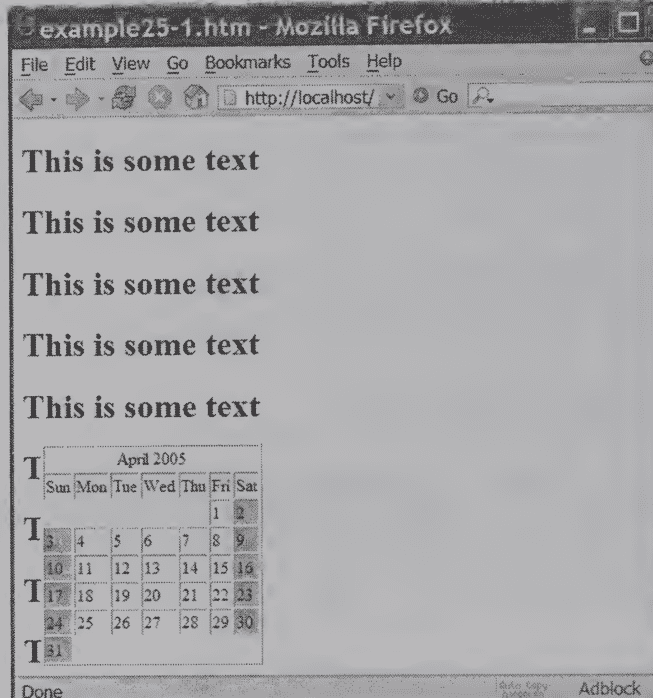 example25-1.htm - Mozilla Firefox
File Edit View Go Bookmarks Tools Help
http://localhost/ Go
This is some text
This is some text
This is some text
This is some text
This is some text
T
April 2005
Sun Mon Tue Wed Thu Fri Sat
1 2
T
3 4 5 6 7 8 9
10 11 12 13 14 15 16
T
17 18 19 20 21 22 23
24 25 26 27 28 29 30
T
31
Done Auto Copy Adblock